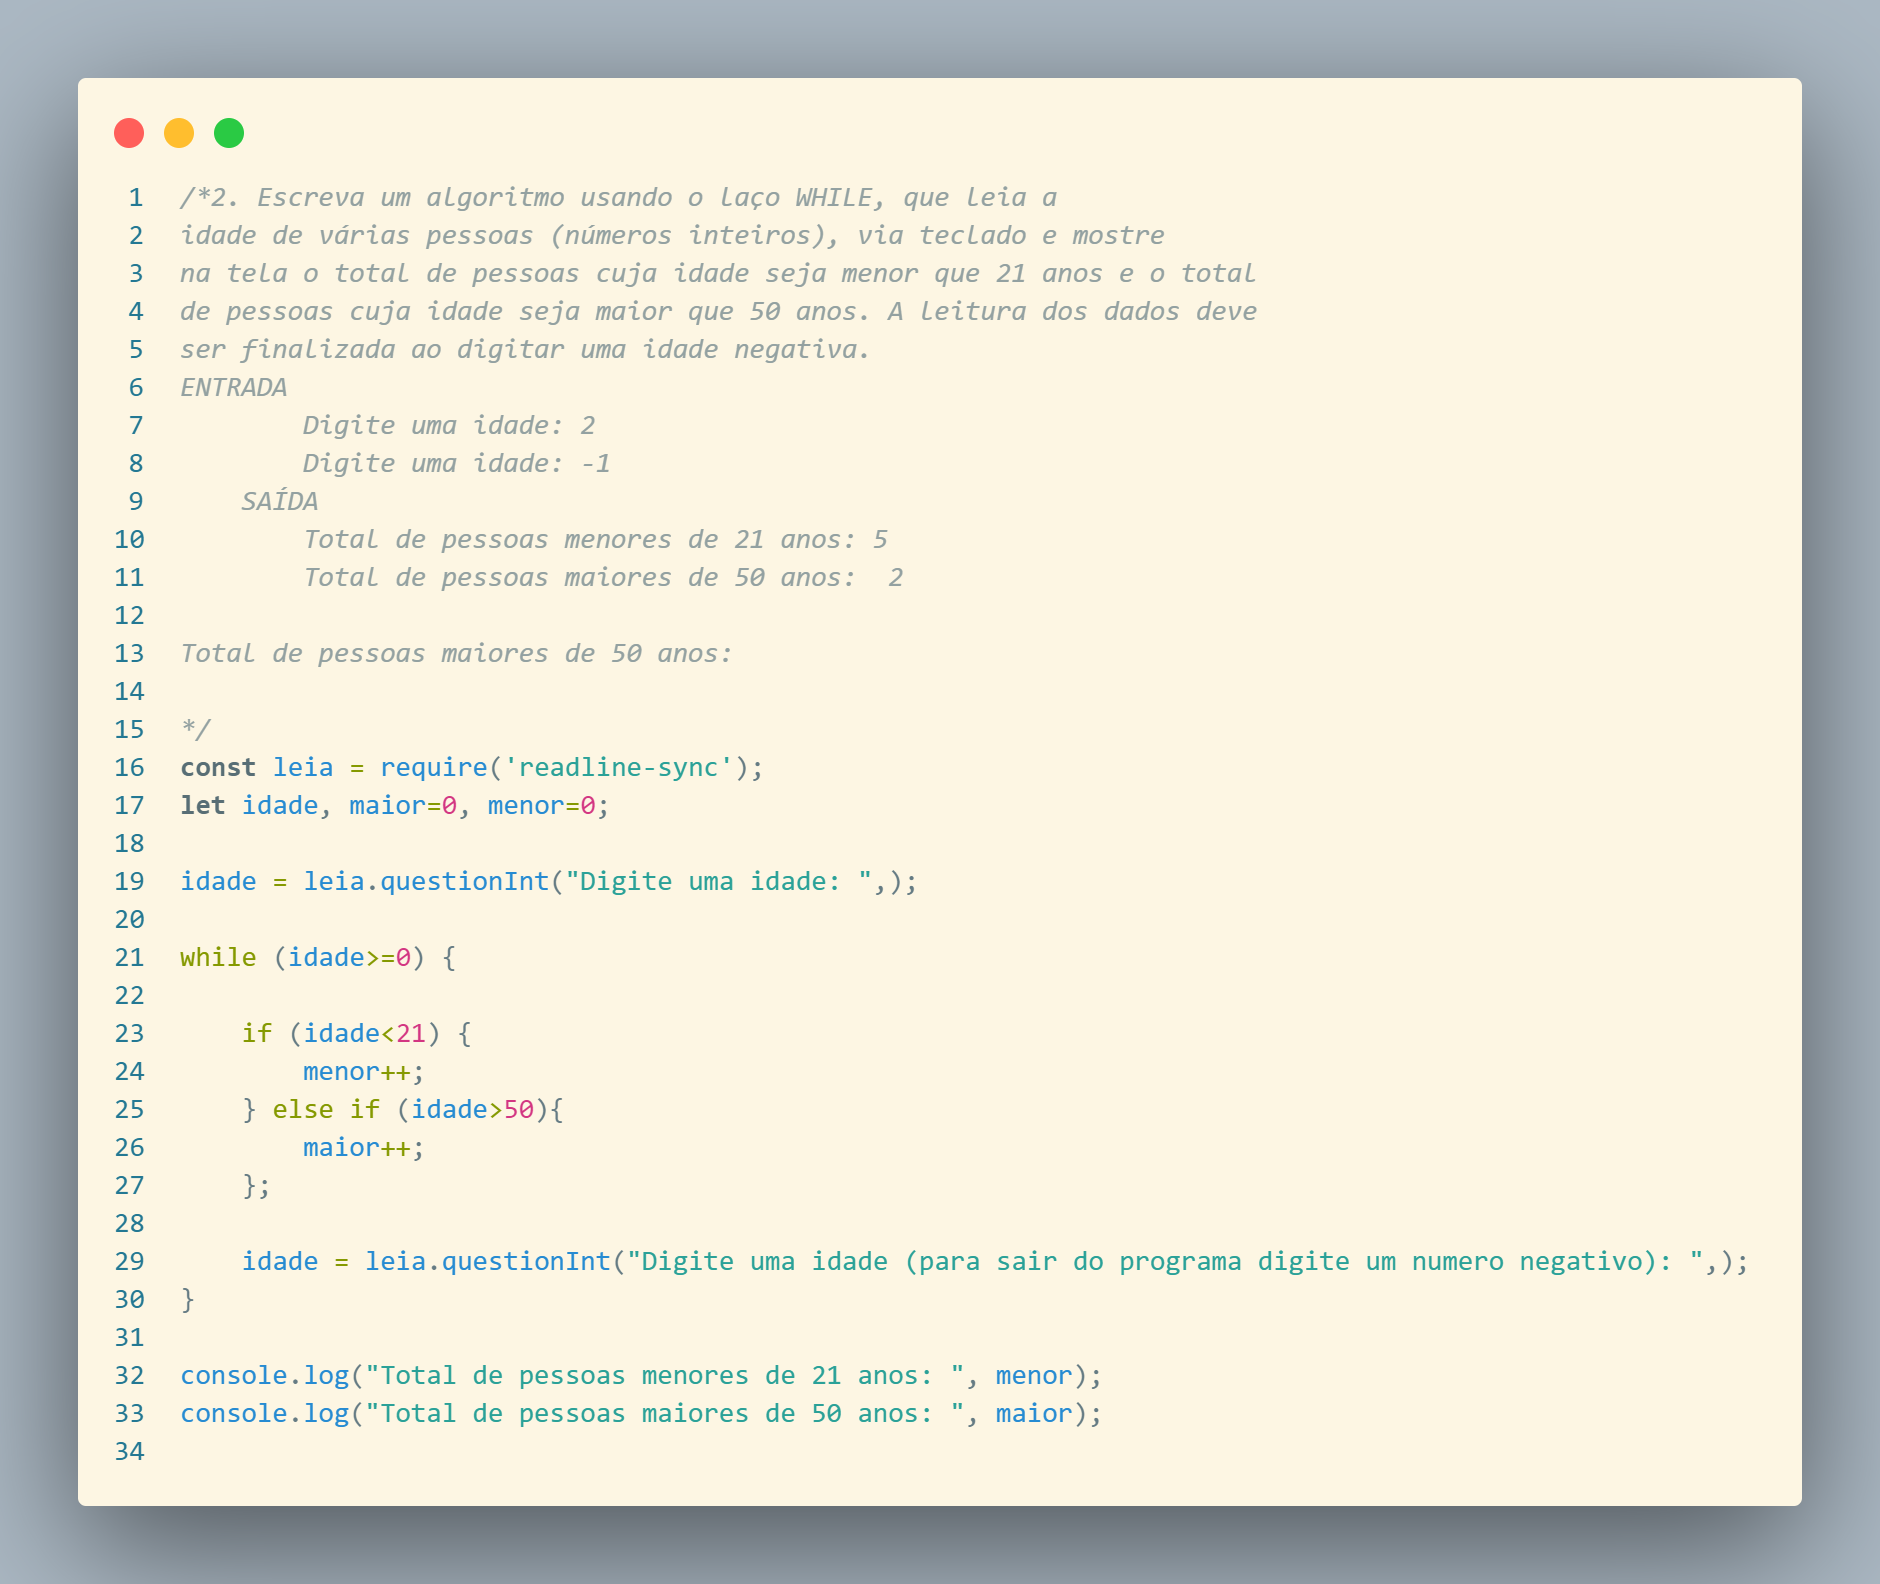 1 /*2. Escreva um algoritmo usando o laço WHILE, que leia a
2 idade de várias pessoas (números inteiros), via teclado e mostre
3 na tela o total de pessoas cuja idade seja menor que 21 anos e o total
4 de pessoas cuja idade seja maior que 50 anos. A leitura dos dados deve
5 ser finalizada ao digitar uma idade negativa.
6 ENTRADA
7         Digite uma idade: 2
8         Digite uma idade: -1
9     SAÍDA
10         Total de pessoas menores de 21 anos: 5
11         Total de pessoas maiores de 50 anos:  2
12
13 Total de pessoas maiores de 50 anos:
14
15 */
16 const leia = require('readline-sync');
17 let idade, maior=0, menor=0;
18
19 idade = leia.questionInt("Digite uma idade: ",);
20
21 while (idade>=0) {
22
23     if (idade<21) {
24         menor++;
25     } else if (idade>50){
26         maior++;
27     };
28
29     idade = leia.questionInt("Digite uma idade (para sair do programa digite um numero negativo): ",);
30 }
31
32 console.log("Total de pessoas menores de 21 anos: ", menor);
33 console.log("Total de pessoas maiores de 50 anos: ", maior);
34